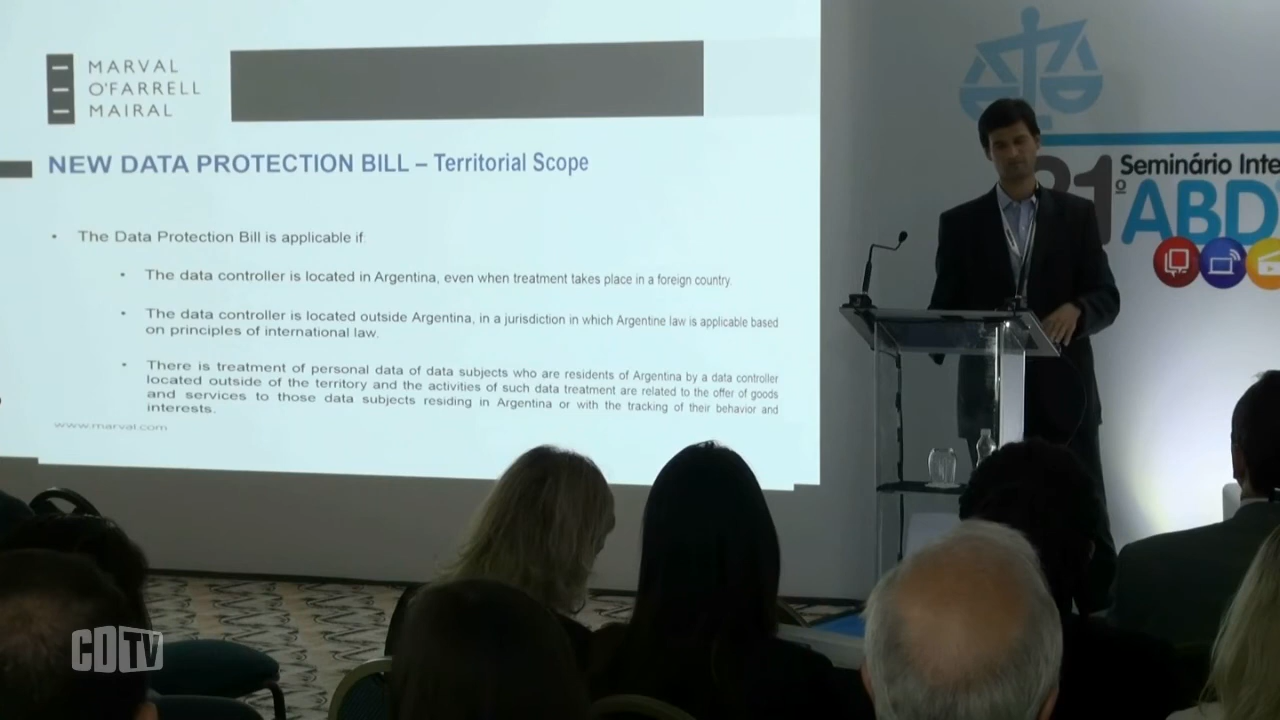 MARVAL
O'FARRELL
MAIRAL
NEW DATA PROTECTION BILL – Territorial Scope
• The Data Protection Bill is applicable if:
• The data controller is located in Argentina, even when treatment takes place in a foreign country.
• The data controller is located outside Argentina, in a jurisdiction in which Argentine law is applicable based
on principles of international law.
• There is treatment of personal data of data subjects who are residents of Argentina by a data controller
located outside of the territory and the activities of such data treatment are related to the offer of goods
and services to those data subjects residing in Argentina or with the tracking of their behavior and
interests.
www.marval.com
21º
Seminário Inte
ABD
CDTV